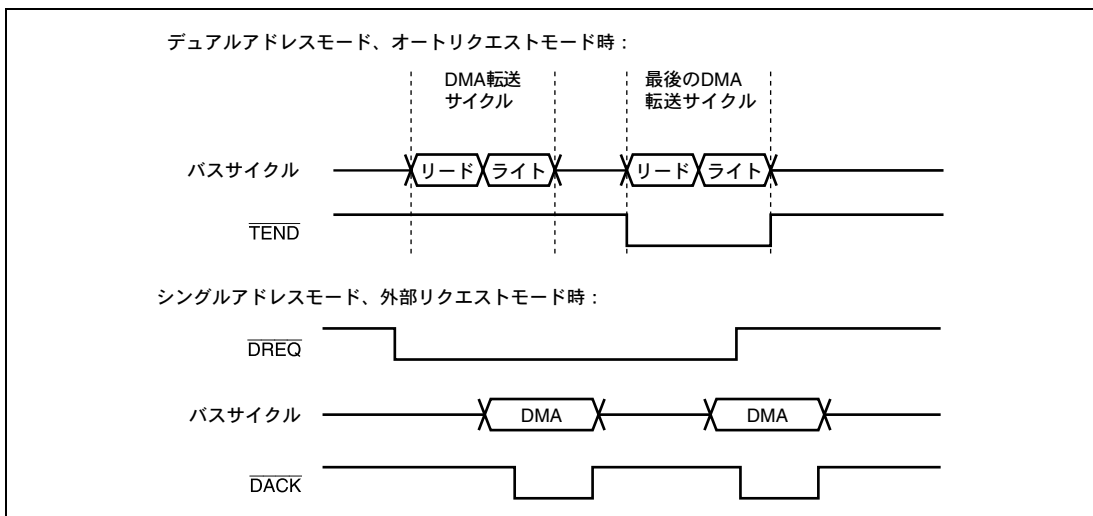 デュアルアドレスモード、オートリクエストモード時：
DMA転送
サイクル
最後のDMA
転送サイクル
バスサイクル
リード
ライト
リード
ライト
TEND
シングルアドレスモード、外部リクエストモード時：
DREQ
バスサイクル
DMA
DMA
DACK